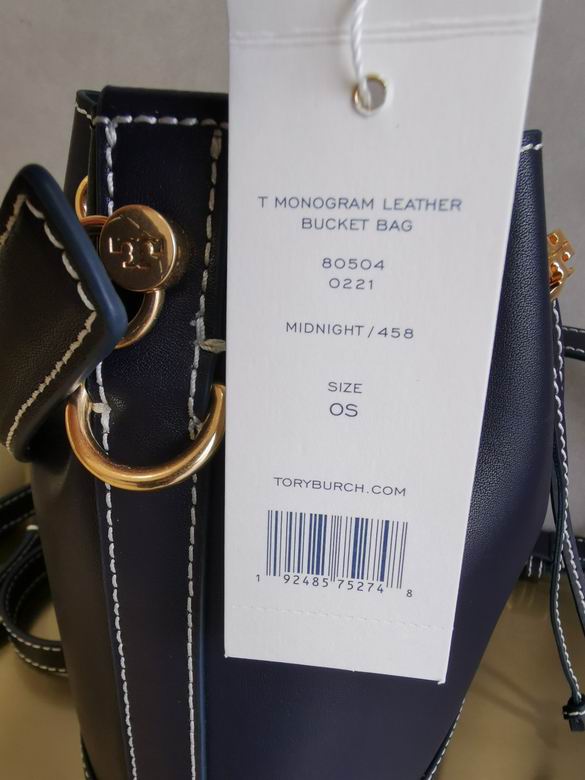 T MONOGRAM LEATHER
BUCKET BAG
80504
0221
MIDNIGHT/458
SIZE
OS
TORYBURCH.COM
1 92485 75274 8